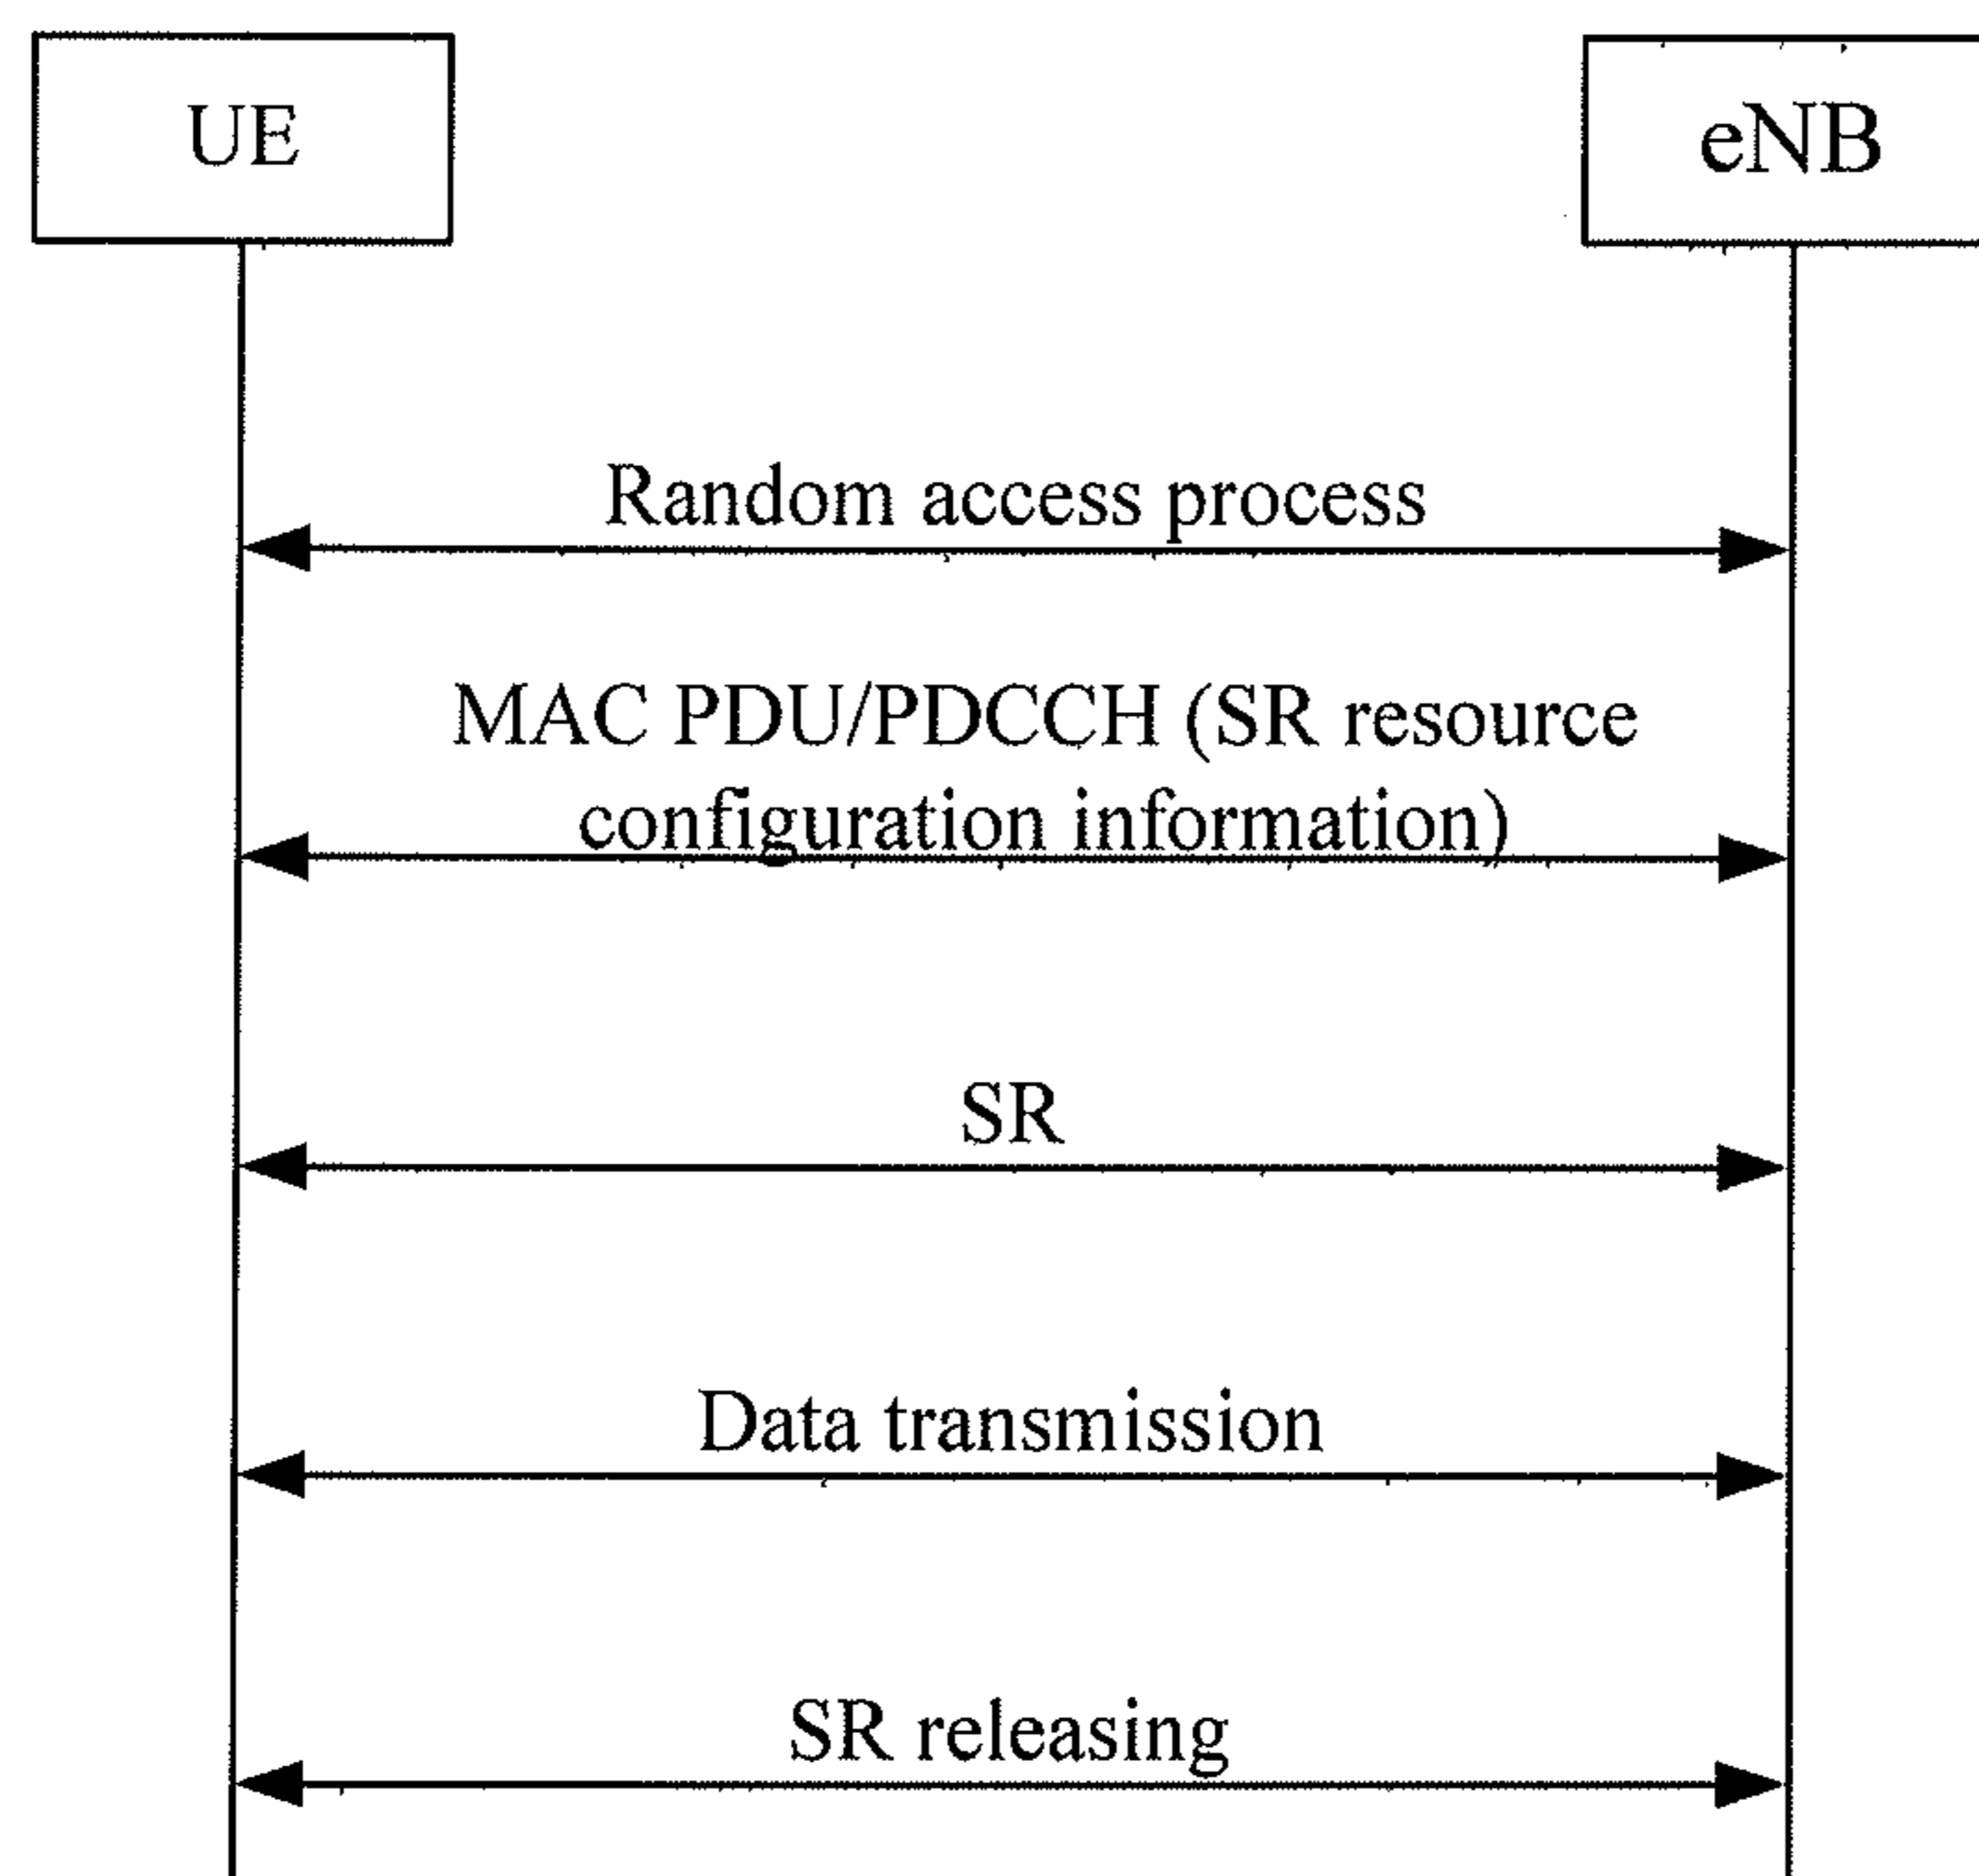 UE
eNB
Random access process
MAC PDU/PDCCH (SR resource
configuration information)
SR
Data transmission
SR releasing